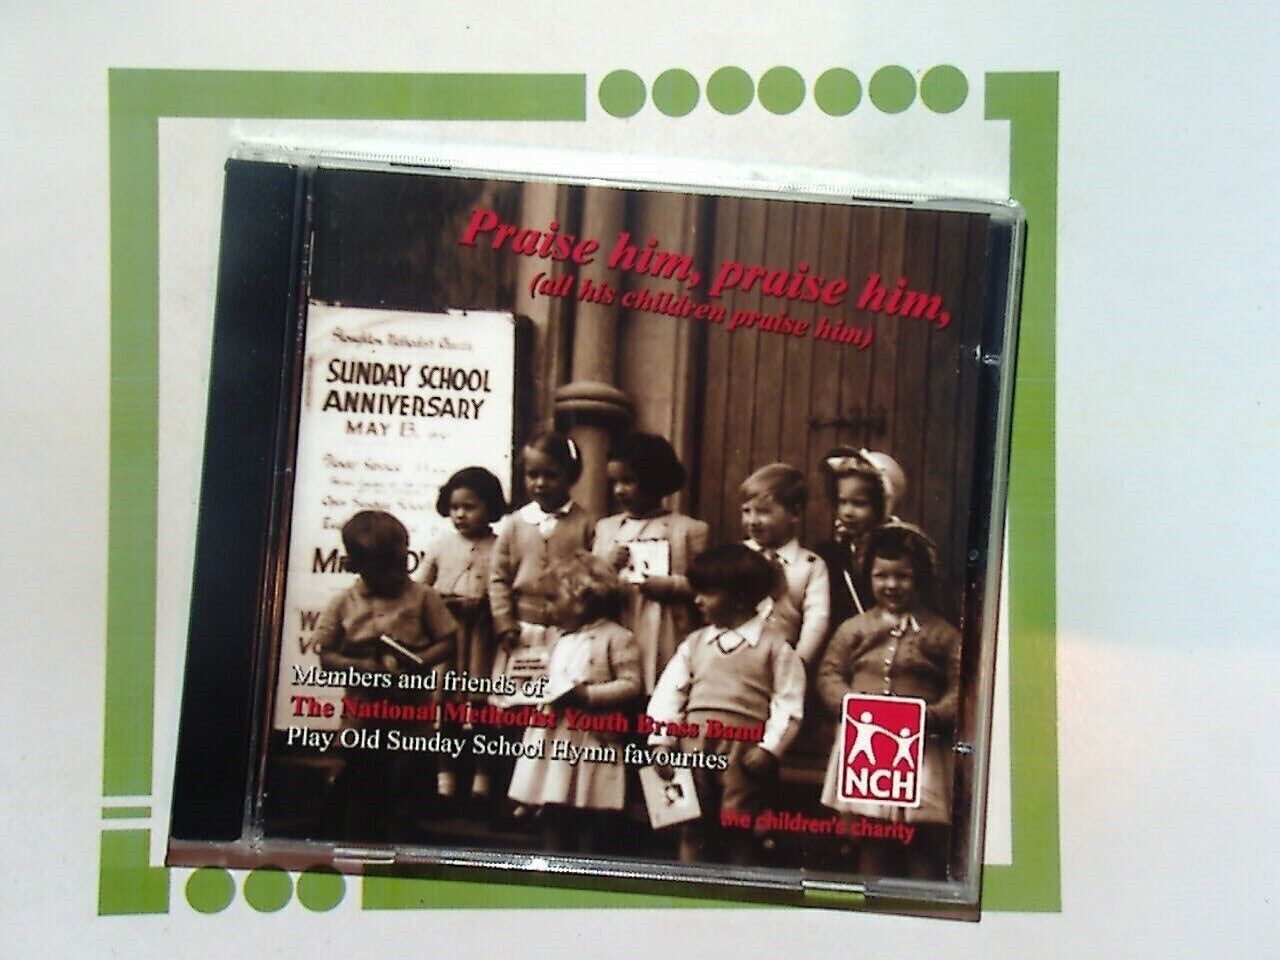 Praise him, praise him,
(all his children praise him)
SUNDAY SCHOOL
ANNIVERSARY
MAY 13
Members and friends of
The National Methodist Youth Brass Band
Play Old Sunday School Hymn favourites
NCH
the children's charity